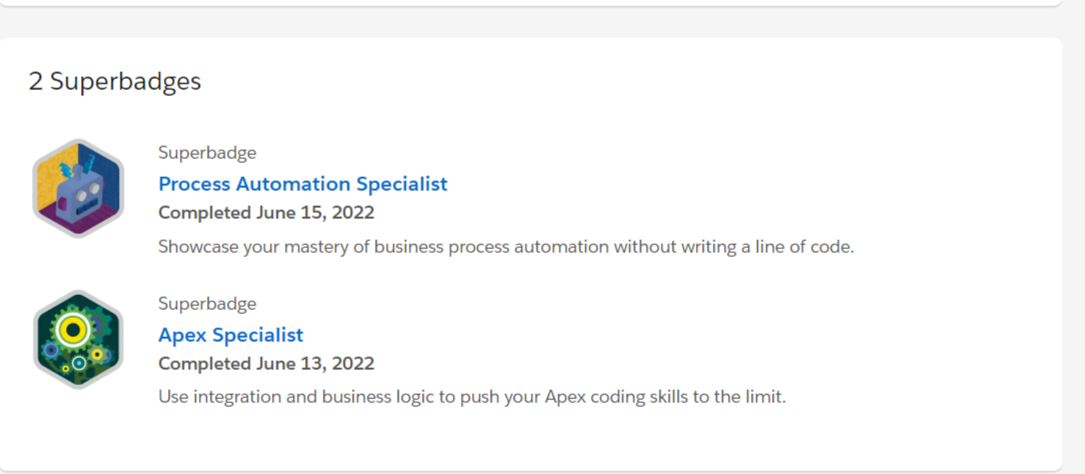 2 Superbadges
Superbadge
Process Automation Specialist
Completed June 15, 2022
Showcase your mastery of business process automation without writing a line of code.
Superbadge
Apex Specialist
Completed June 13, 2022
Use integration and business logic to push your Apex coding skills to the limit.